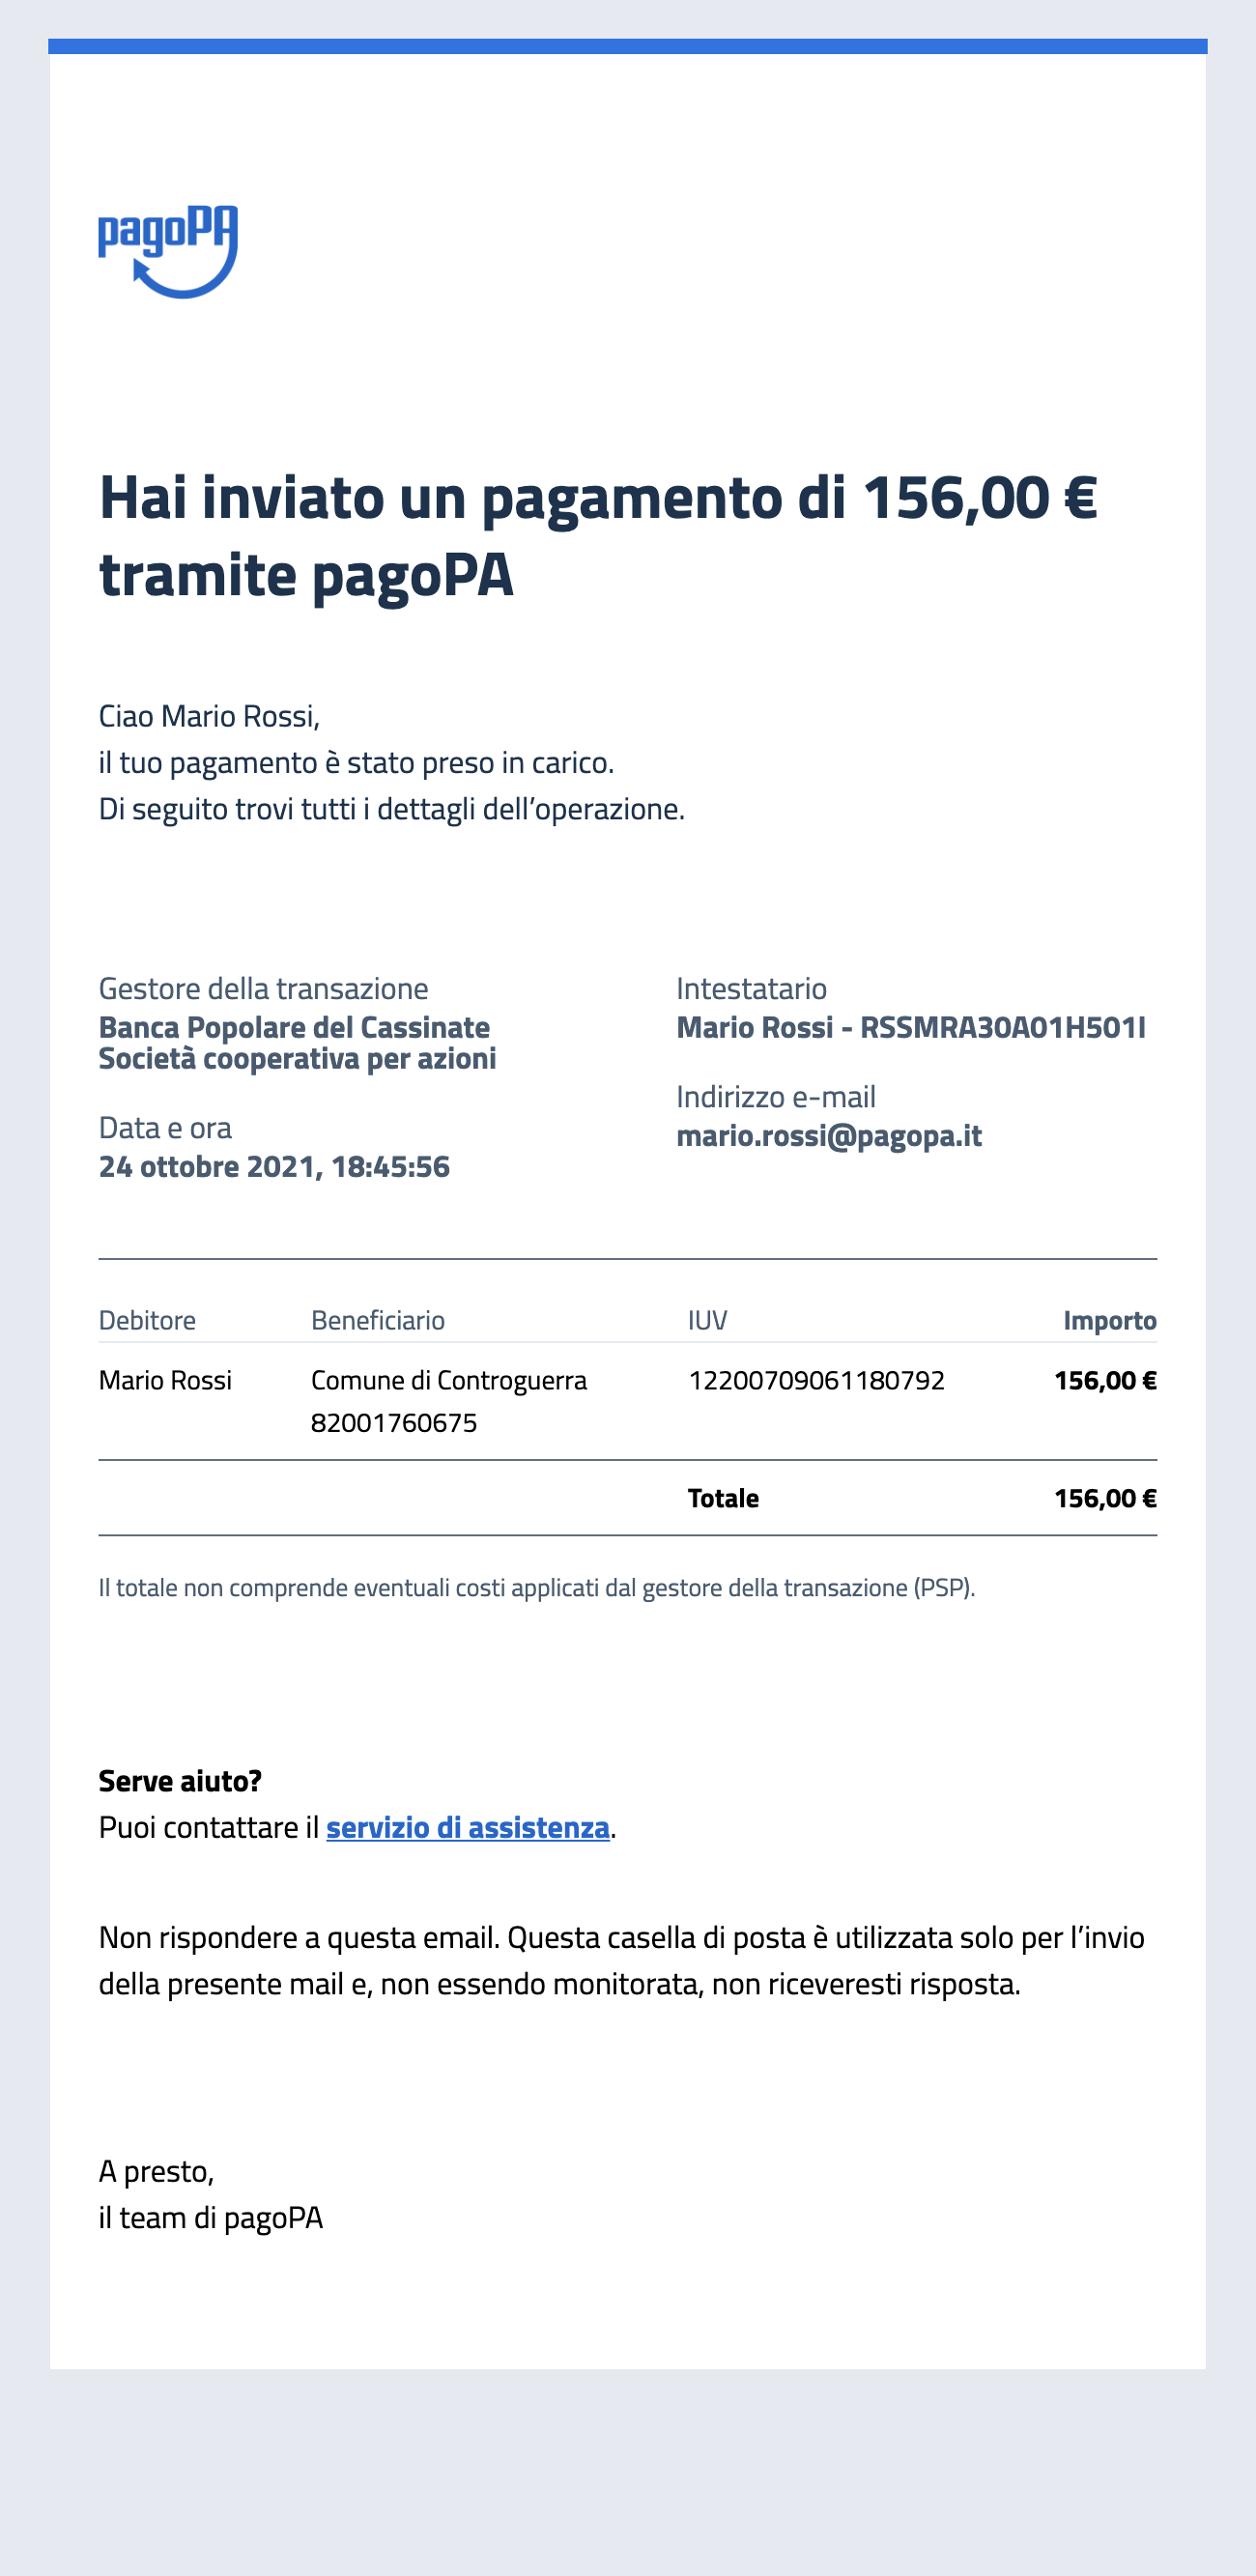 pagoPA
Hai inviato un pagamento di 156,00 €
tramite pagoPA
Ciao Mario Rossi,
il tuo pagamento è stato preso in carico.
Di seguito trovi tutti i dettagli dell’operazione.
Gestore della transazione
Banca Popolare del Cassinate
Società cooperativa per azioni
Data e ora
24 ottobre 2021, 18:45:56
Intestatario
Mario Rossi - RSSMRA30A01H501I
Indirizzo e-mail
mario.rossi@pagopa.it
Debitore Beneficiario IUV Importo
Mario Rossi Comune di Controguerra 12200709061180792 156,00 €
82001760675
Totale 156,00 €
Il totale non comprende eventuali costi applicati dal gestore della transazione (PSP).
Serve aiuto?
Puoi contattare il servizio di assistenza.
Non rispondere a questa email. Questa casella di posta è utilizzata solo per l’invio
della presente mail e, non essendo monitorata, non riceveresti risposta.
A presto,
il team di pagoPA